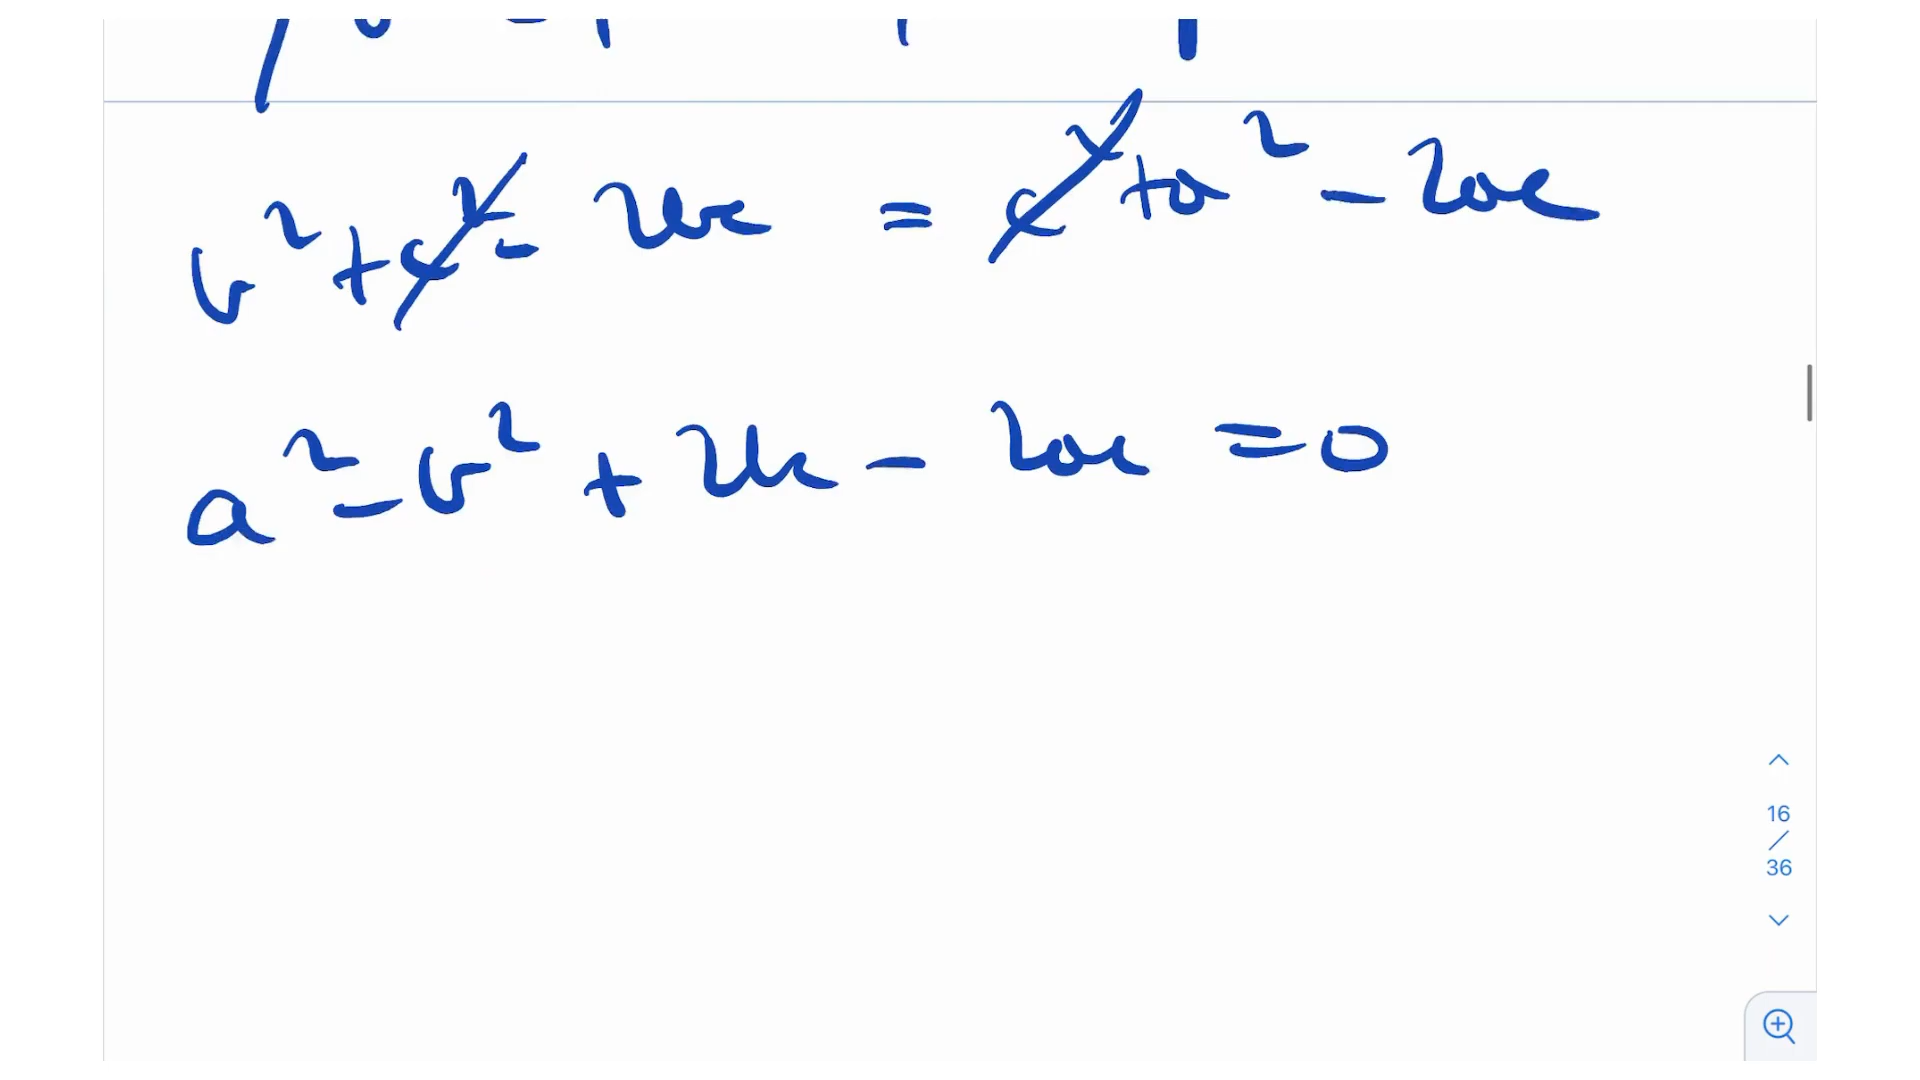 b² + c² - 2bc = c² + a² - 2ac
a² - b² + 2bc - 2ac = 0
16
/
36